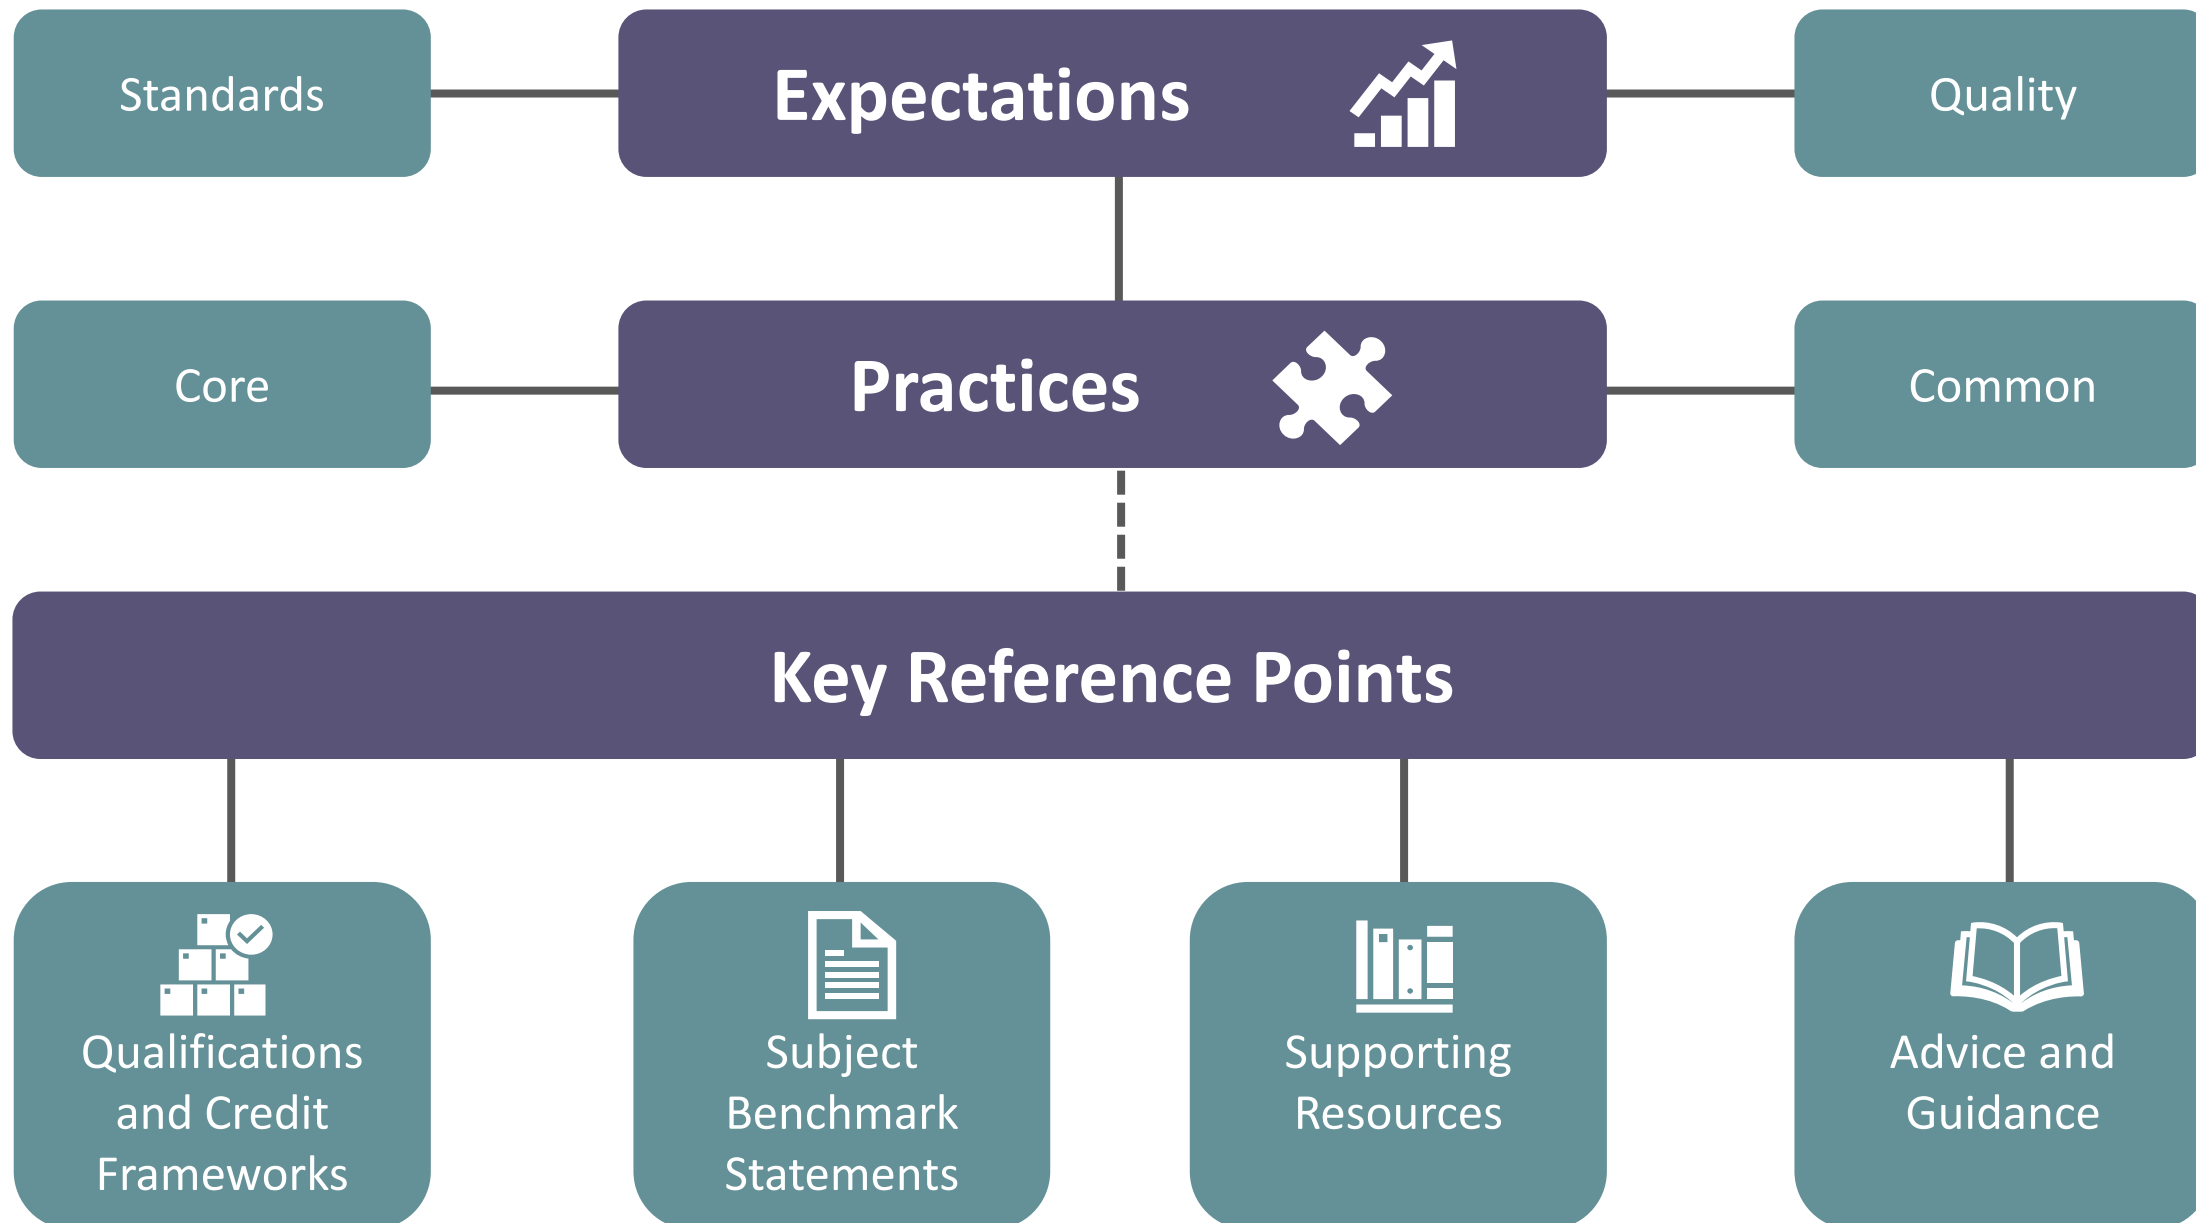 Standards
Expectations
Quality
Core
Practices
Common
Key Reference Points
Qualifications
and Credit
Frameworks
Subject
Benchmark
Statements
Supporting
Resources
Advice and
Guidance